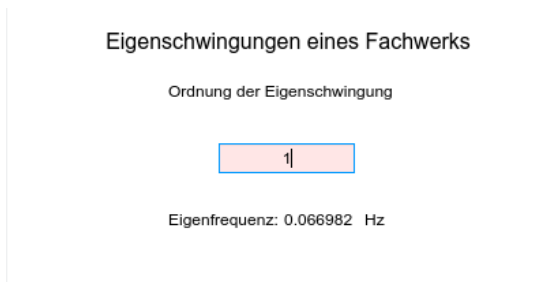 Eigenschwingungen eines Fachwerks
Ordnung der Eigenschwingung
1
Eigenfrequenz: 0.066982 Hz